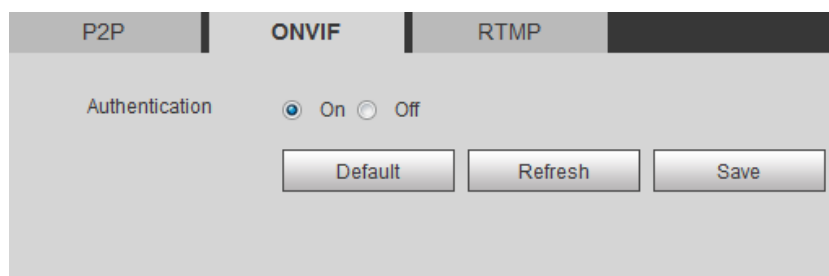 P2P ONVIF RTMP
Authentication On Off
Default Refresh Save